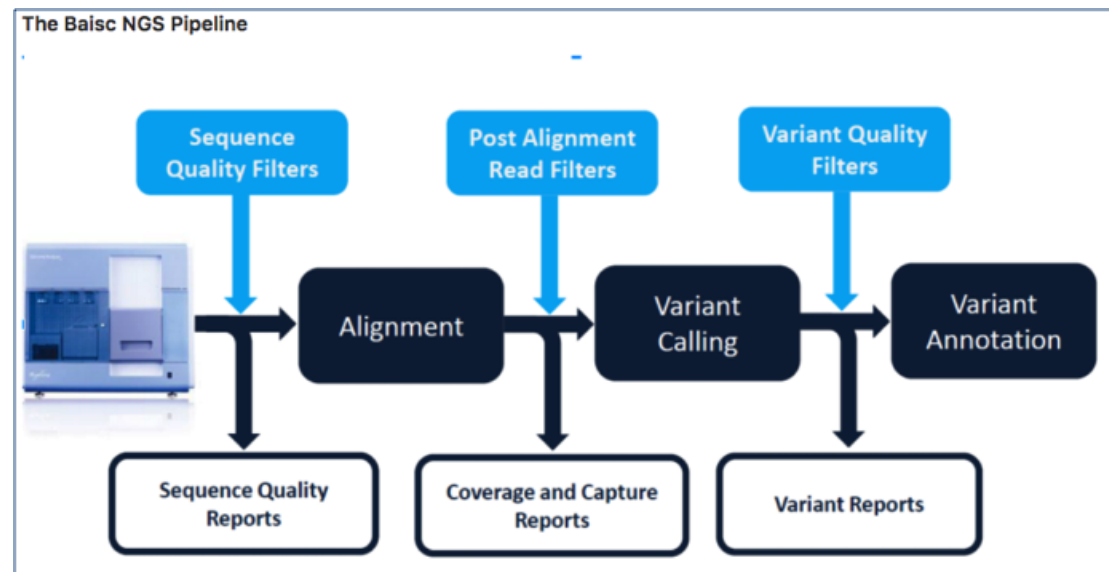 The Baisc NGS Pipeline
Sequence
Quality Filters
Post Alignment
Read Filters
Variant Quality
Filters
Alignment
Variant
Calling
Variant
Annotation
Sequence Quality
Reports
Coverage and Capture
Reports
Variant Reports